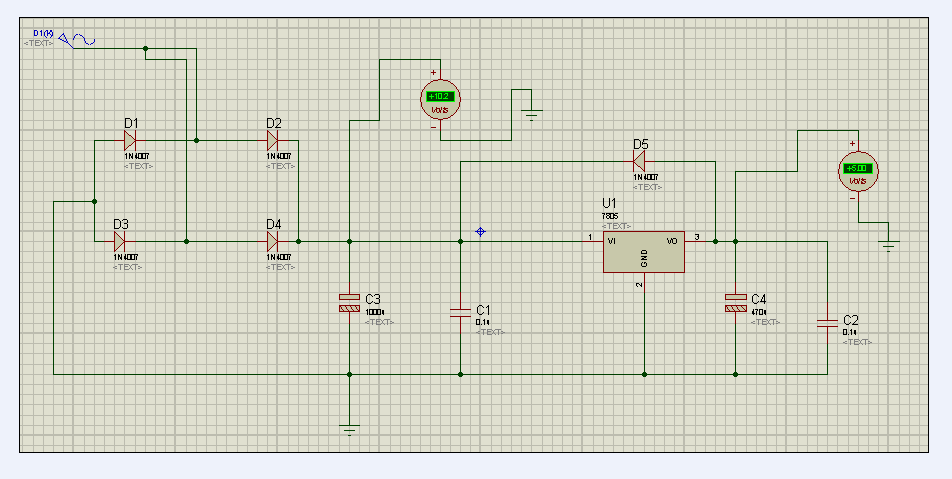 D1(K)
<TEXT>
+10.2
Volts
D1
1N4007
<TEXT>
D2
1N4007
<TEXT>
D5
1N4007
<TEXT>
+5.00
Volts
D3
1N4007
<TEXT>
D4
1N4007
<TEXT>
U1
7805
<TEXT>
1
VI
VO
3
GND
2
C3
1000u
<TEXT>
C1
0.1u
<TEXT>
C4
470u
<TEXT>
C2
0.1u
<TEXT>